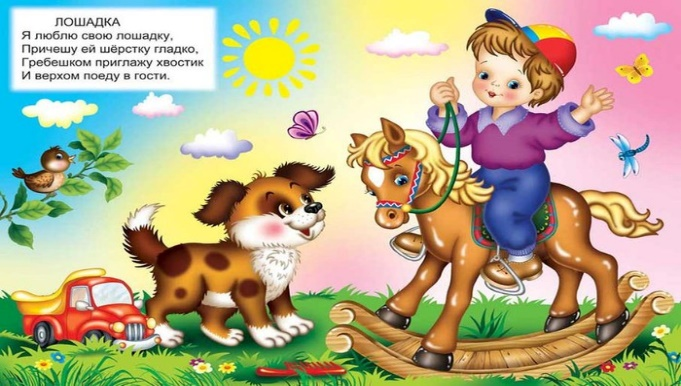 ЛОШАДКА
Я люблю свою лошадку,
Причешу ей шёрстку гладко,
Гребешком приглажу хвостик
И верхом поеду в гости.